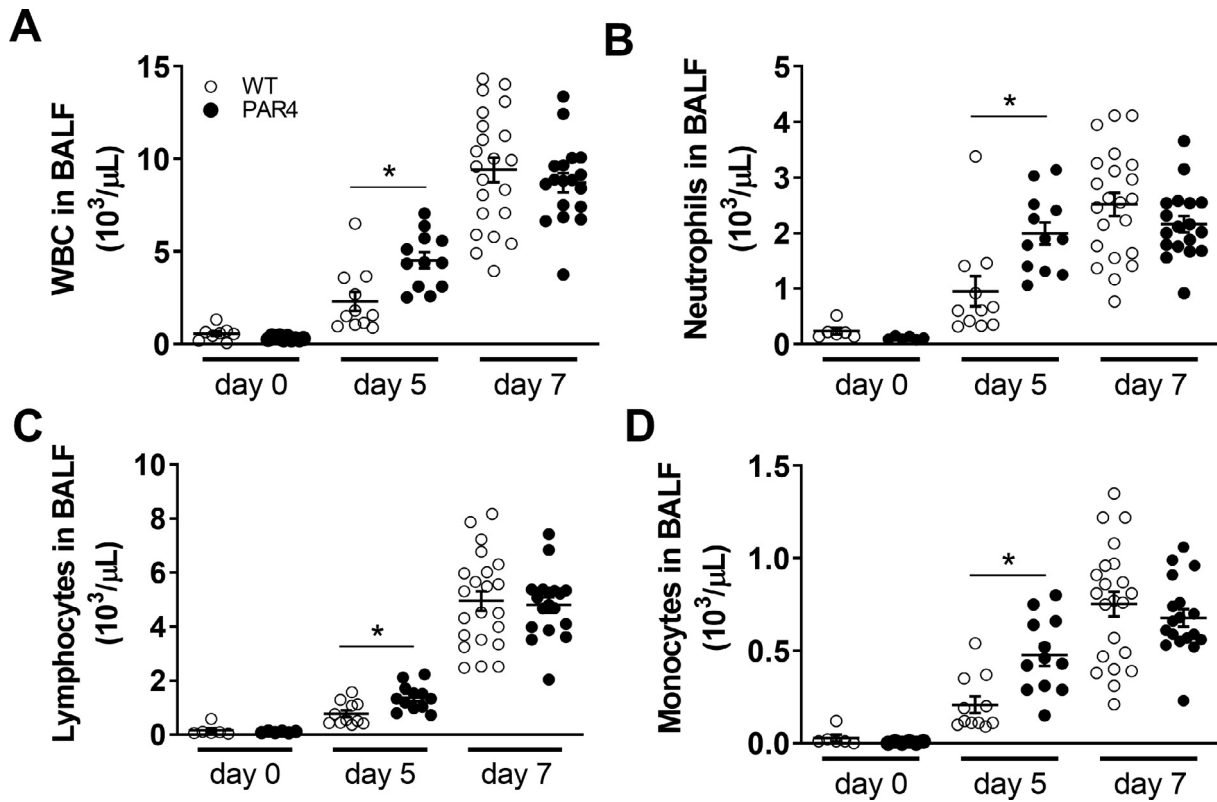 A
WBC in BALF
(10³/μL)
15
10
5
0
WT
PAR4
*
day 0
day 5
day 7
B
Neutrophils in BALF
(10³/μL)
5
4
3
2
1
0
*
day 0
day 5
day 7
C
Lymphocytes in BALF
(10³/μL)
10
8
6
4
2
0
*
day 0
day 5
day 7
D
Monocytes in BALF
(10³/μL)
1.5
1.0
0.5
0.0
*
day 0
day 5
day 7